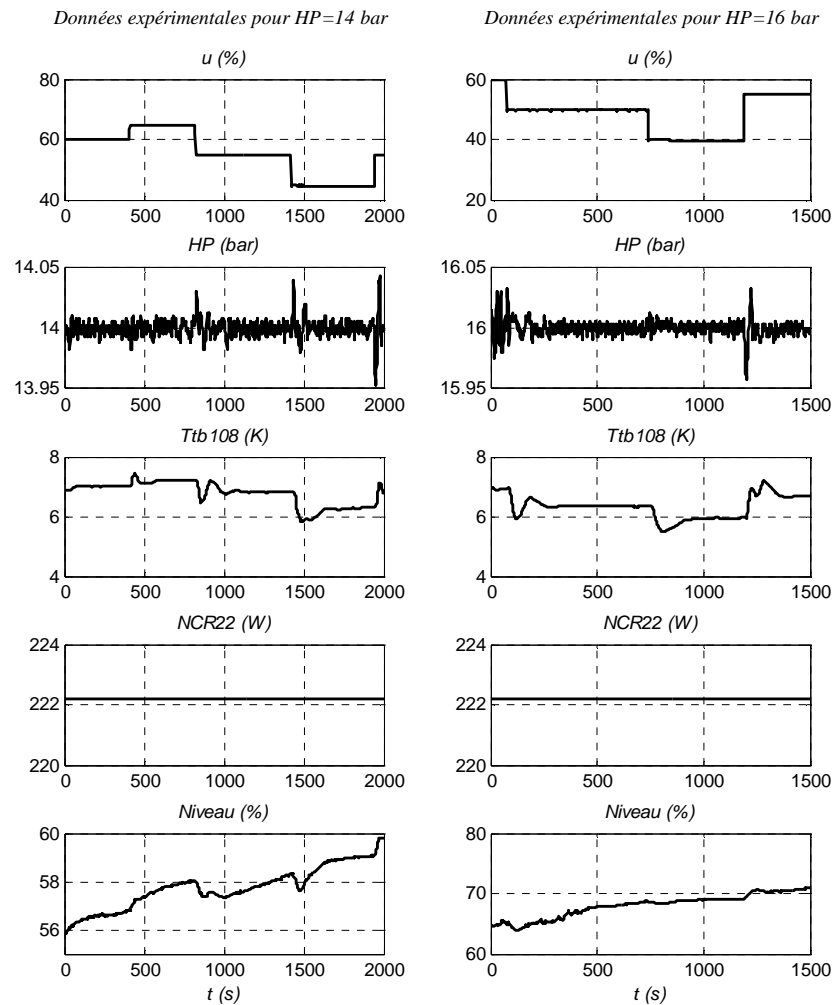 Données expérimentales pour HP=14 bar
Données expérimentales pour HP=16 bar
u (%)
80
60
40
0 500 1000 1500 2000
u (%)
60
40
20
0 500 1000 1500
HP (bar)
14.05
14
13.95
0 500 1000 1500 2000
HP (bar)
16.05
16
15.95
0 500 1000 1500
Ttb108 (K)
8
6
4
0 500 1000 1500 2000
Ttb108 (K)
8
6
4
0 500 1000 1500
NCR22 (W)
224
222
220
0 500 1000 1500 2000
NCR22 (W)
224
222
220
0 500 1000 1500
Niveau (%)
60
58
56
0 500 1000 1500 2000
t (s)
Niveau (%)
80
70
60
0 500 1000 1500
t (s)